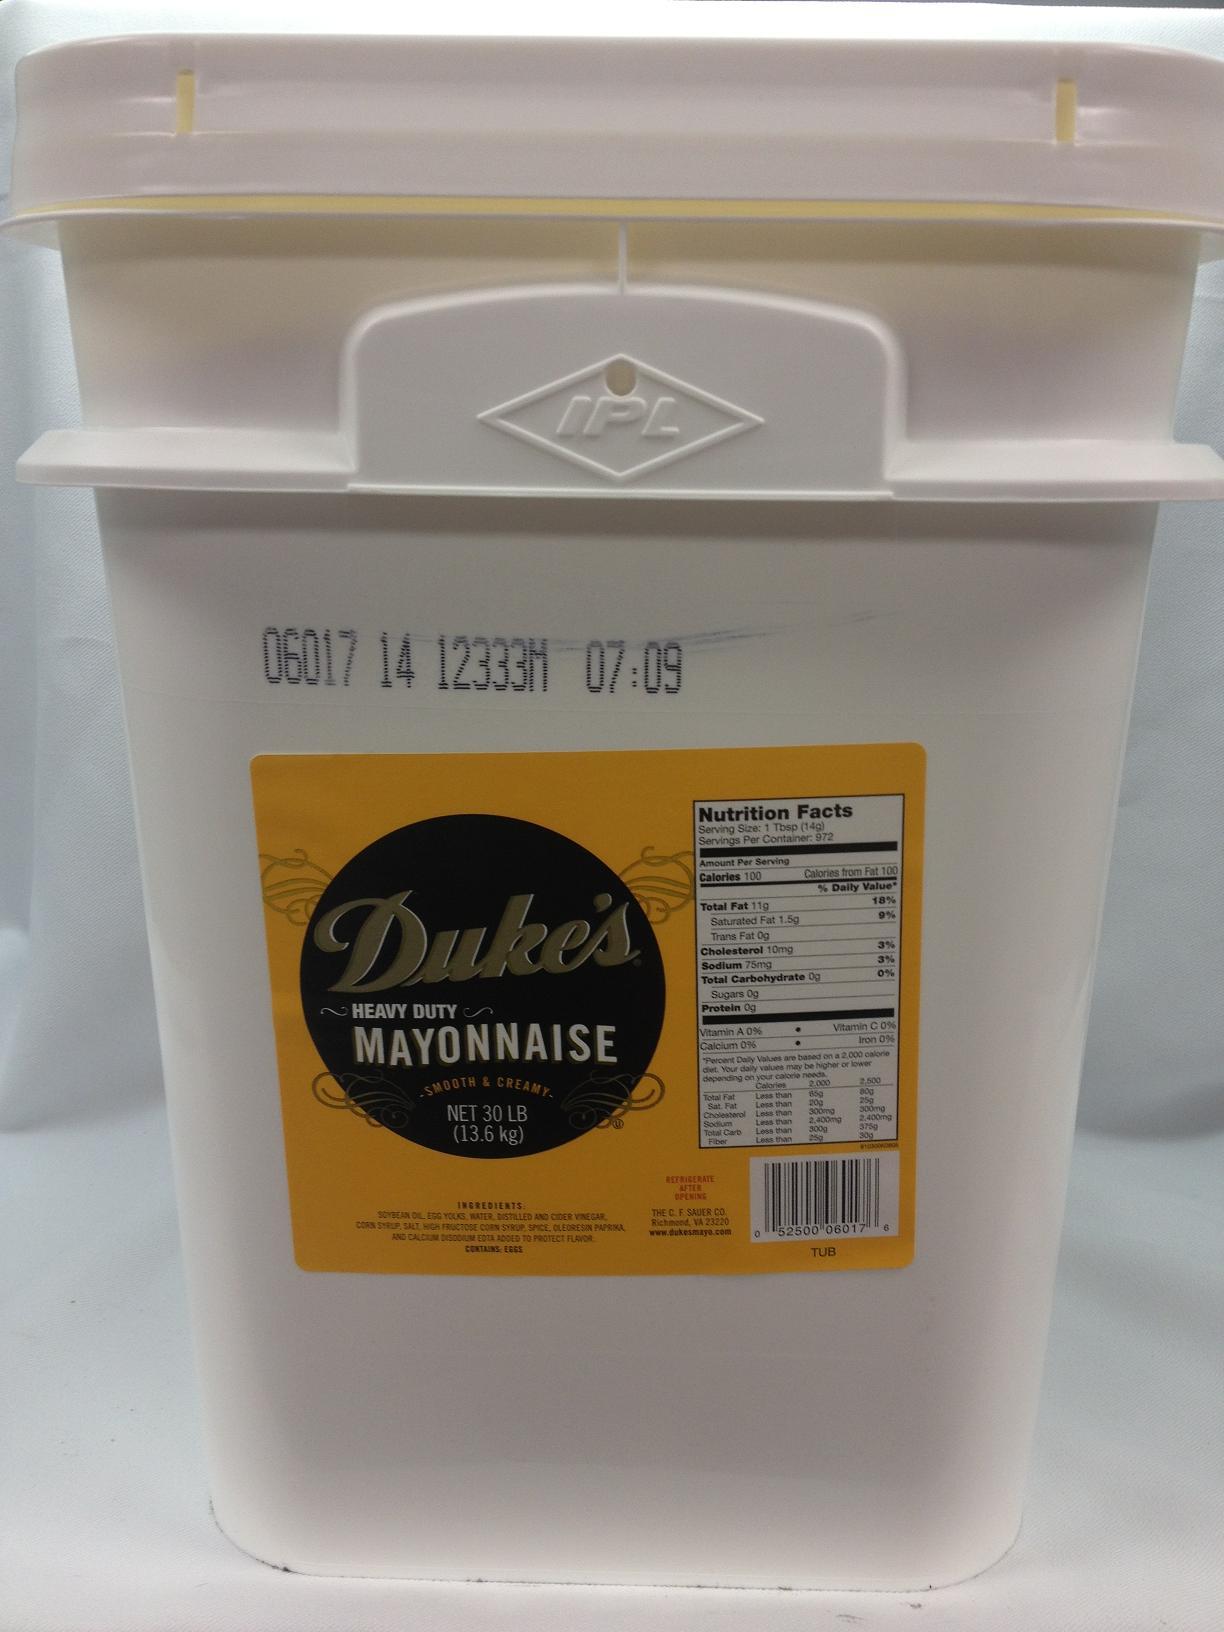 IPL
06017 14 12333M 07:09
Duke's
HEAVY DUTY
MAYONNAISE
-SMOOTH & CREAMY-
NET 30 LB
(13.6 kg)
INGREDIENTS:
SOYBEAN OIL, EGG YOLKS, WATER, DISTILLED AND CIDER VINEGAR,
CORN SYRUP, SALT, HIGH FRUCTOSE CORN SYRUP, SPICE, OLEORESIN PAPRIKA,
AND CALCIUM DISODIUM EDTA ADDED TO PROTECT FLAVOR.
CONTAINS: EGGS
Nutrition Facts
Serving Size: 1 Tbsp (14g)
Servings Per Container: 972
Amount Per Serving
Calories 100 Calories from Fat 100
% Daily Value*
Total Fat 11g 18%
Saturated Fat 1.5g 9%
Trans Fat 0g
Cholesterol 10mg 3%
Sodium 75mg 3%
Total Carbohydrate 0g 0%
Sugars 0g
Protein 0g
Vitamin A 0% • Vitamin C 0%
Calcium 0% • Iron 0%
*Percent Daily Values are based on a 2,000 calorie
diet. Your daily values may be higher or lower
depending on your calorie needs.
Calories 2,000 2,500
Total Fat Less than 65g 80g
Sat. Fat Less than 20g 25g
Cholesterol Less than 300mg 300mg
Sodium Less than 2,400mg 2,400mg
Total Carb Less than 300g 375g
Fiber Less than 25g 30g
REFRIGERATE
AFTER
OPENING
THE C. F. SAUER CO.
Richmond, VA 23220
www.dukesmayo.com
0 52500 06017 6
TUB